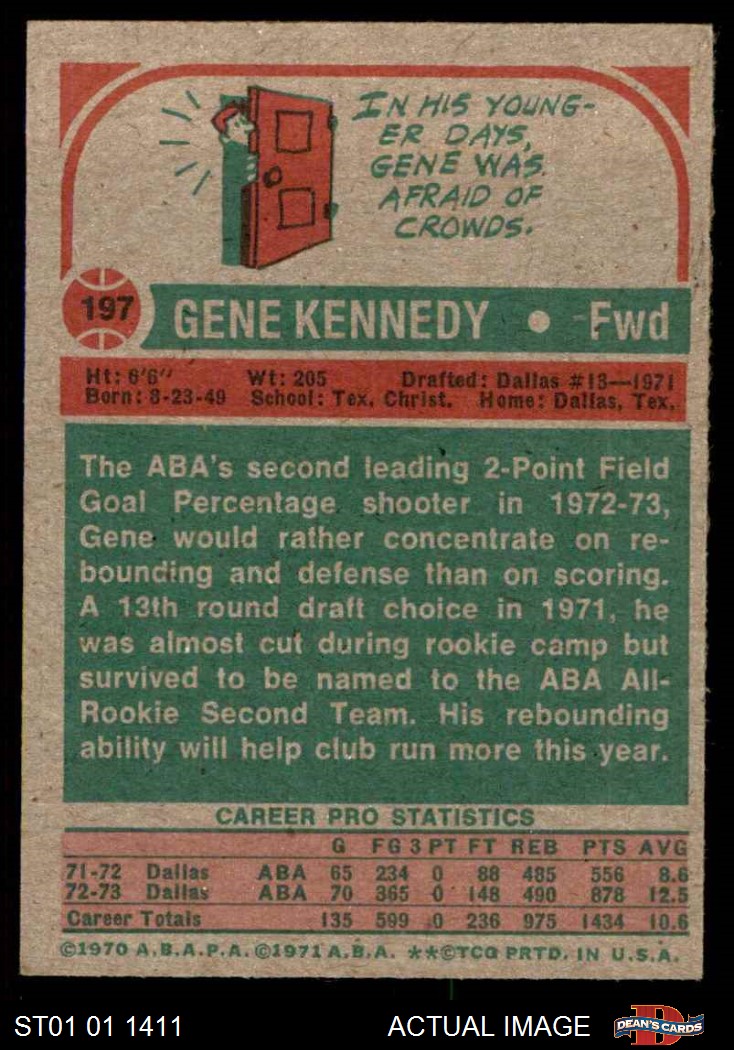 IN HIS YOUNG-
ER DAYS,
GENE WAS
AFRAID OF
CROWDS.
197 GENE KENNEDY • Fwd
Ht: 6'6" Wt: 205 Drafted: Dallas #13—1971
Born: 8-23-49 School: Tex. Christ. Home: Dallas, Tex.
The ABA's second leading 2-Point Field
Goal Percentage shooter in 1972-73,
Gene would rather concentrate on re-
bounding and defense than on scoring.
A 13th round draft choice in 1971, he
was almost cut during rookie camp but
survived to be named to the ABA All-
Rookie Second Team. His rebounding
ability will help club run more this year.
CAREER PRO STATISTICS
G FG 3 PT FT REB PTS AVG
71-72 Dallas ABA 65 234 0 88 485 556 8.6
72-73 Dallas ABA 70 365 0 148 490 878 12.5
Career Totals 135 599 0 236 975 1434 10.6
©1970 A.B.A.P.A. ©1971 A.B.A. **©TCG PRTD. IN U.S.A.
ST01 01 1411 ACTUAL IMAGE DEAN'S CARDS